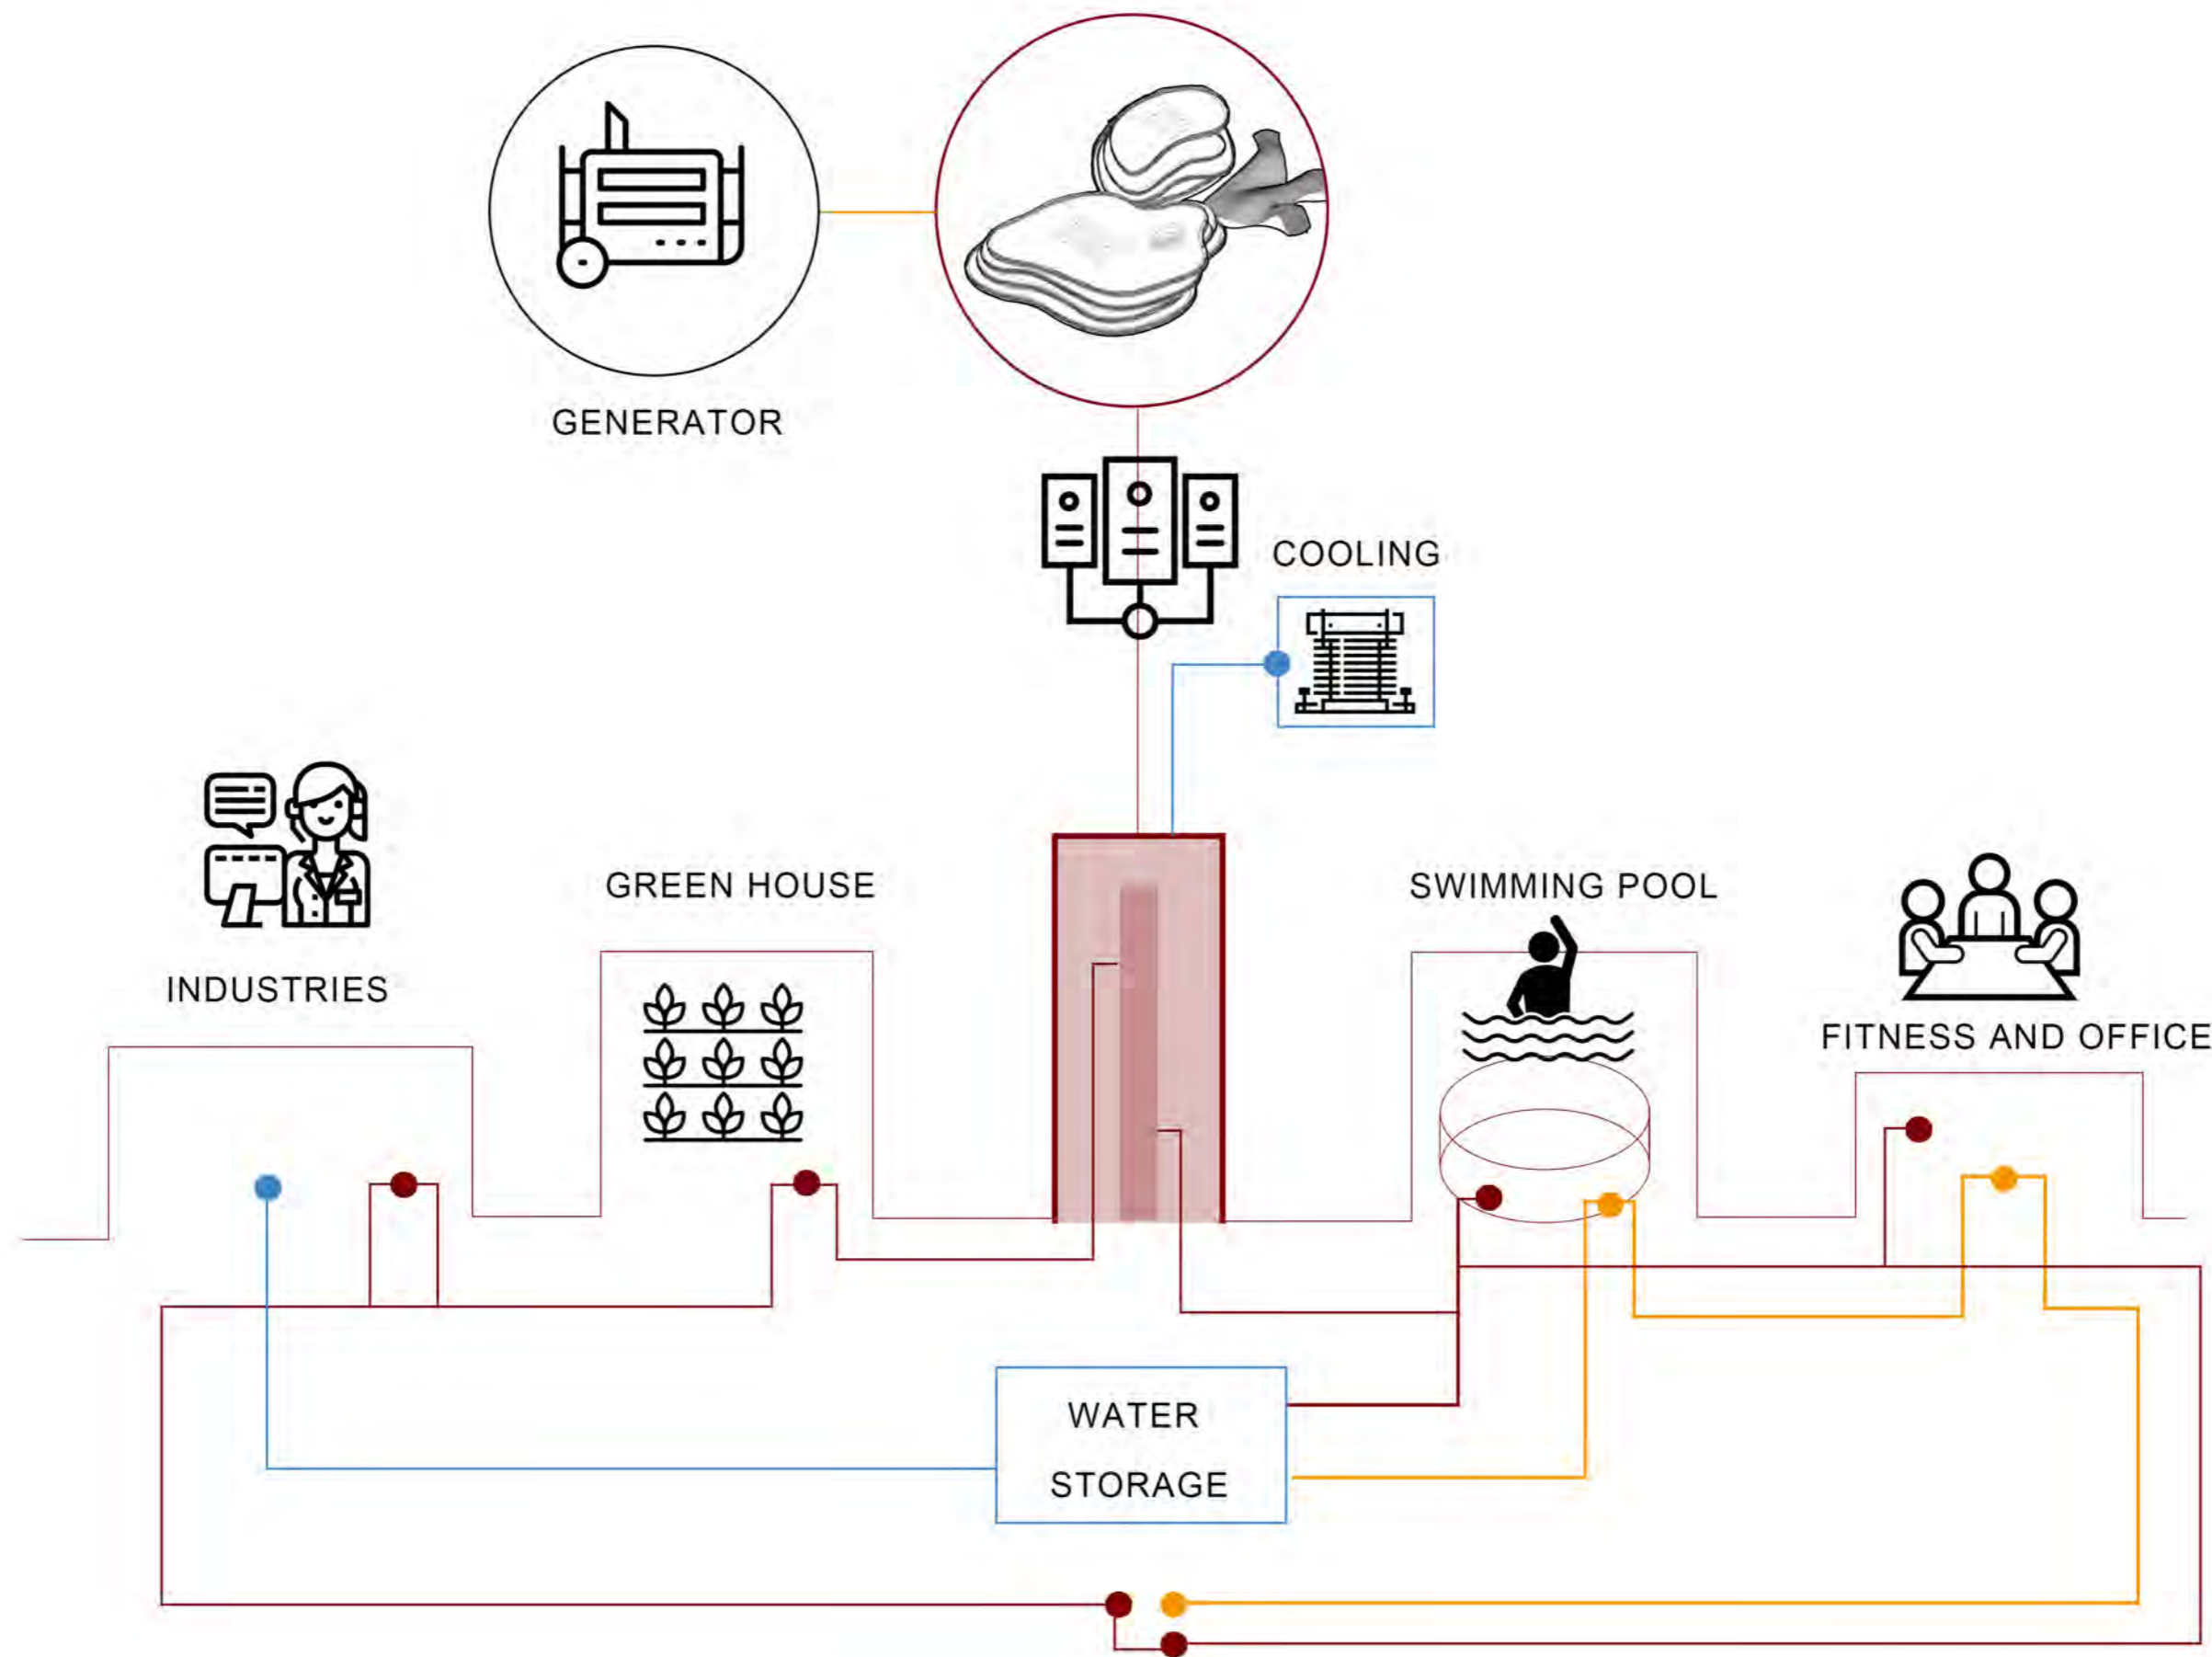 GENERATOR
COOLING
GREEN HOUSE
SWIMMING POOL
INDUSTRIES
FITNESS AND OFFICE
WATER
STORAGE